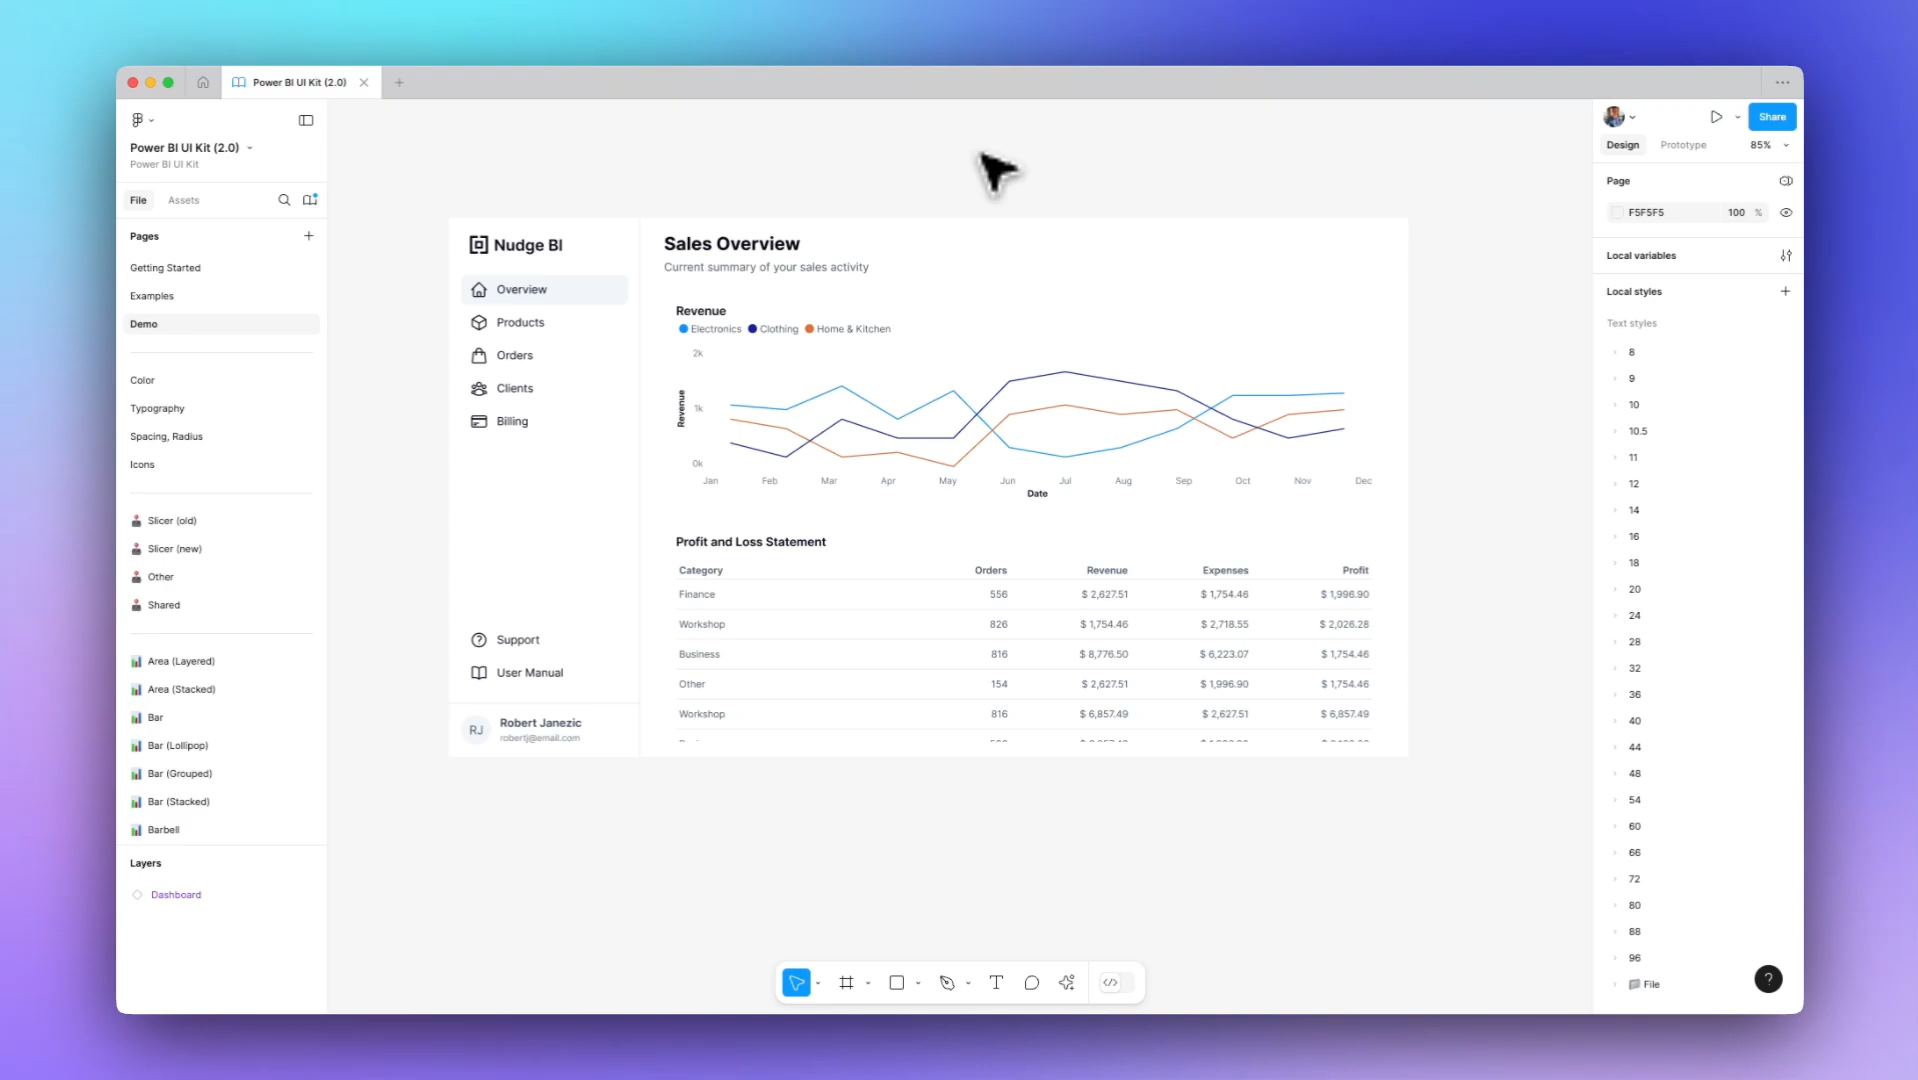 Power BI UI Kit (2.0)
Power BI UI Kit (2.0)
Power BI UI Kit
File Assets
Pages
Getting Started
Examples
Demo
Color
Typography
Spacing, Radius
Icons
Slicer (old)
Slicer (new)
Other
Shared
Area (Layered)
Area (Stacked)
Bar
Bar (Lollipop)
Bar (Grouped)
Bar (Stacked)
Barbell
Layers
Dashboard
Nudge BI
Overview
Products
Orders
Clients
Billing
Support
User Manual
RJ
Robert Janezic
robertj@email.com
Sales Overview
Current summary of your sales activity
Revenue
Electronics Clothing Home & Kitchen
2k
1k
0k
Revenue
Jan Feb Mar Apr May Jun Jul Aug Sep Oct Nov Dec
Date
Profit and Loss Statement
Category Orders Revenue Expenses Profit
Finance 556 $ 2,627.51 $ 1,754.46 $ 1,996.90
Workshop 826 $ 1,754.46 $ 2,718.55 $ 2,026.28
Business 816 $ 8,776.50 $ 6,223.07 $ 1,754.46
Other 154 $ 2,627.51 $ 1,996.90 $ 1,754.46
Workshop 816 $ 6,857.49 $ 2,627.51 $ 6,857.49
Share
Design Prototype 85%
Page
F5F5F5 100 %
Local variables
Local styles
Text styles
8
9
10
10.5
11
12
14
16
18
20
24
28
32
36
40
44
48
54
60
66
72
80
88
96
File
?